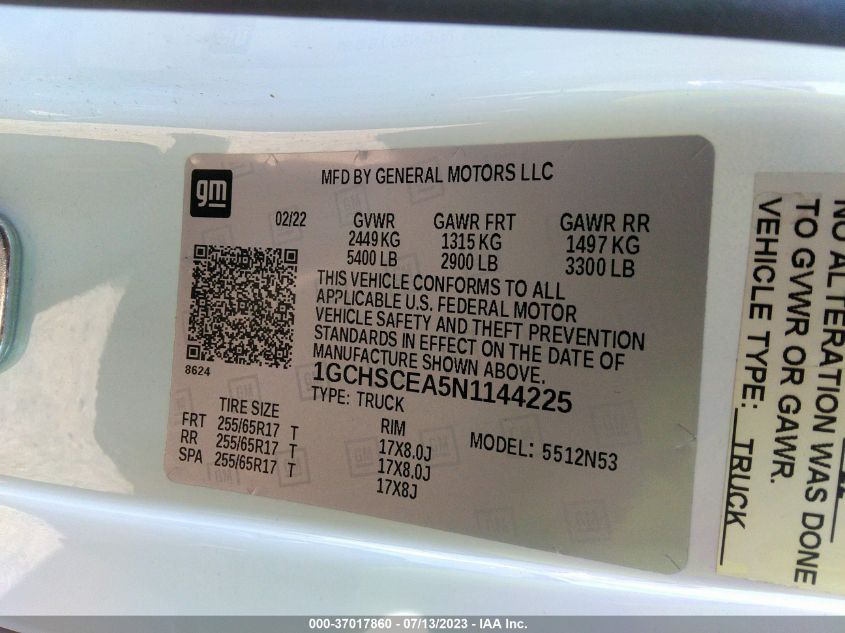 gm
MFD BY GENERAL MOTORS LLC
02/22 GVWR GAWR FRT GAWR RR
2449 KG 1315 KG 1497 KG
5400 LB 2900 LB 3300 LB
THIS VEHICLE CONFORMS TO ALL
APPLICABLE U.S. FEDERAL MOTOR
VEHICLE SAFETY AND THEFT PREVENTION
STANDARDS IN EFFECT ON THE DATE OF
MANUFACTURE SHOWN ABOVE.
8624
1GCHSCEA5N1144225
TYPE: TRUCK
TIRE SIZE RIM
FRT 255/65R17 T 17X8.0J
RR 255/65R17 T 17X8.0J
SPA 255/65R17 T 17X8J
MODEL: 5512N53
NO ALTERATION WAS DONE
TO GVWR OR GAWR.
VEHICLE TYPE: TRUCK
000-37017860 - 07/13/2023 - IAA Inc.